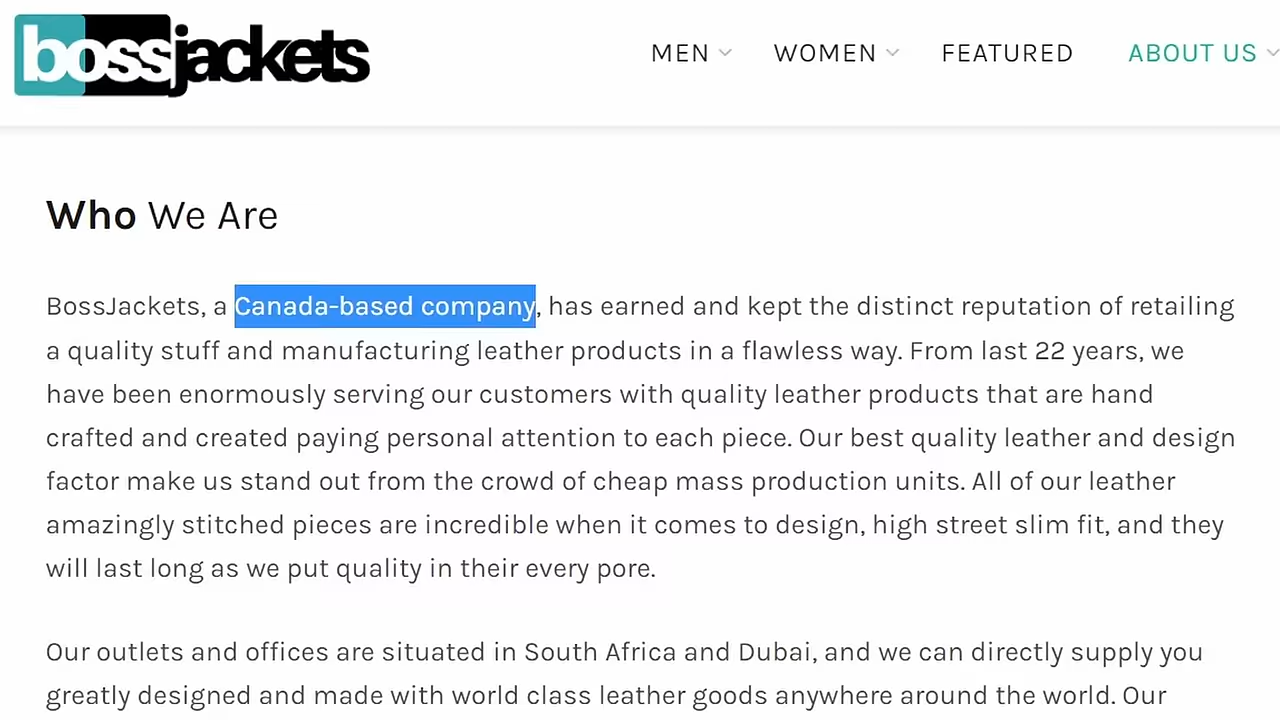 bossjackets
MEN WOMEN FEATURED ABOUT US
Who We Are
BossJackets, a Canada-based company, has earned and kept the distinct reputation of retailing
a quality stuff and manufacturing leather products in a flawless way. From last 22 years, we
have been enormously serving our customers with quality leather products that are hand
crafted and created paying personal attention to each piece. Our best quality leather and design
factor make us stand out from the crowd of cheap mass production units. All of our leather
amazingly stitched pieces are incredible when it comes to design, high street slim fit, and they
will last long as we put quality in their every pore.
Our outlets and offices are situated in South Africa and Dubai, and we can directly supply you
greatly designed and made with world class leather goods anywhere around the world. Our